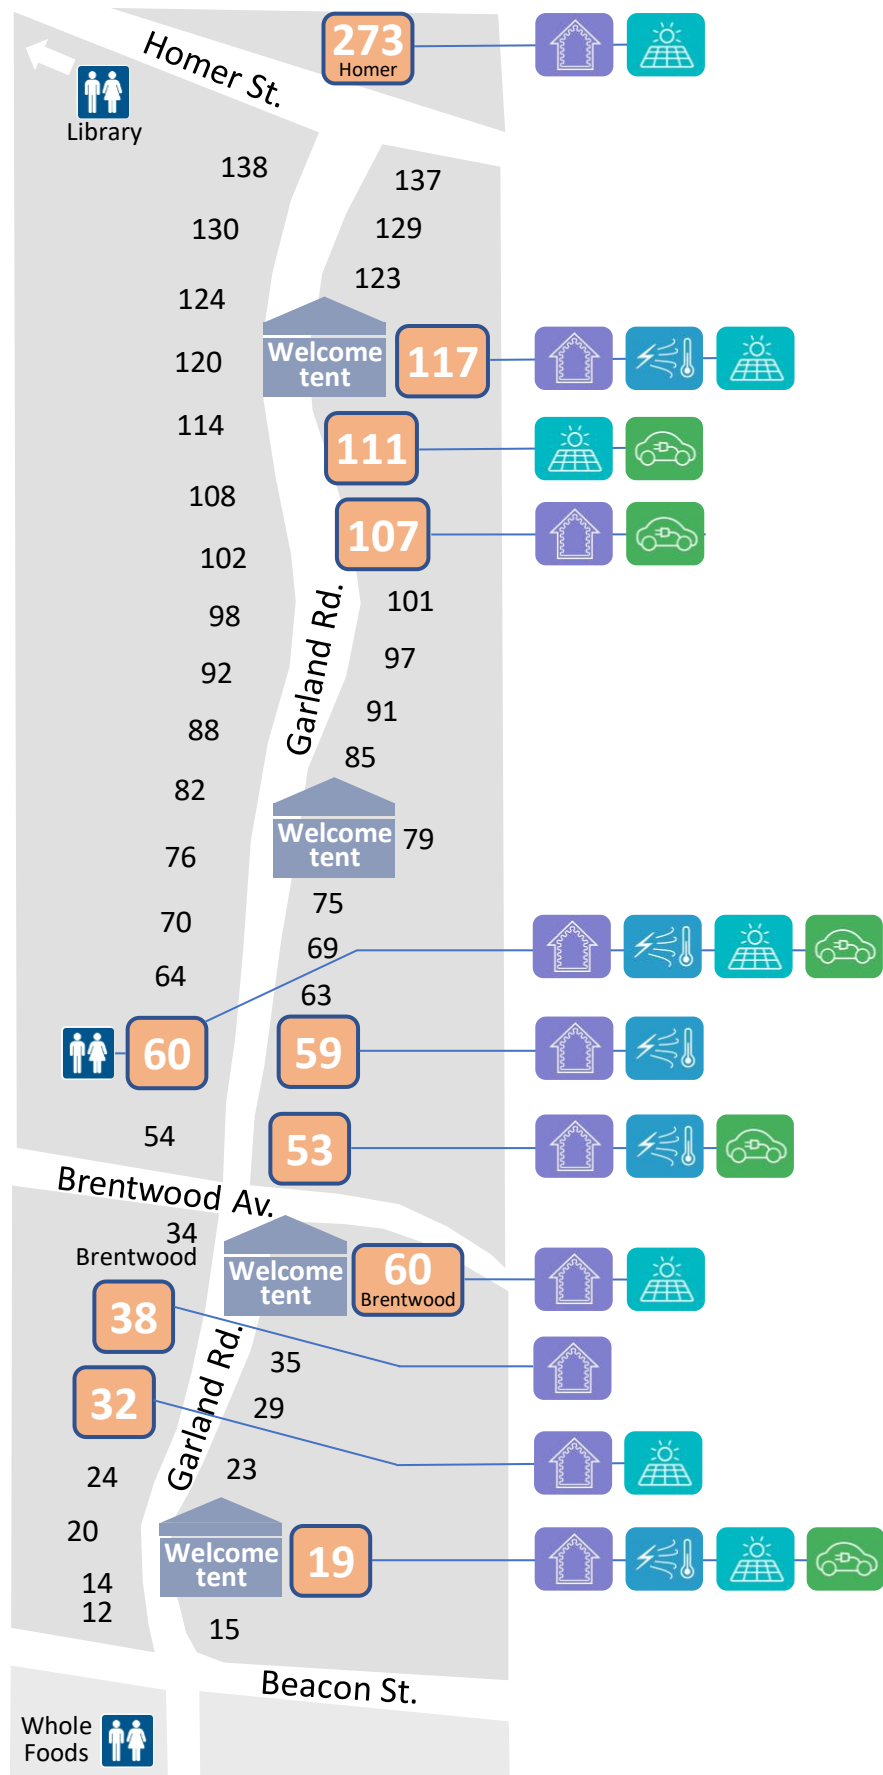 273
Homer
Homer St.
Library
138
137
130
129
123
124
Welcome
tent
117
120
114
111
108
107
102
101
98
Garland Rd.
97
92
91
88
85
82
Welcome
tent
79
76
75
70
69
64
63
60
59
54
53
Brentwood Av.
34
Brentwood
Welcome
tent
60
Brentwood
38
35
Garland Rd.
32
29
24
23
20
Welcome
tent
19
14
12
15
Beacon St.
Whole
Foods